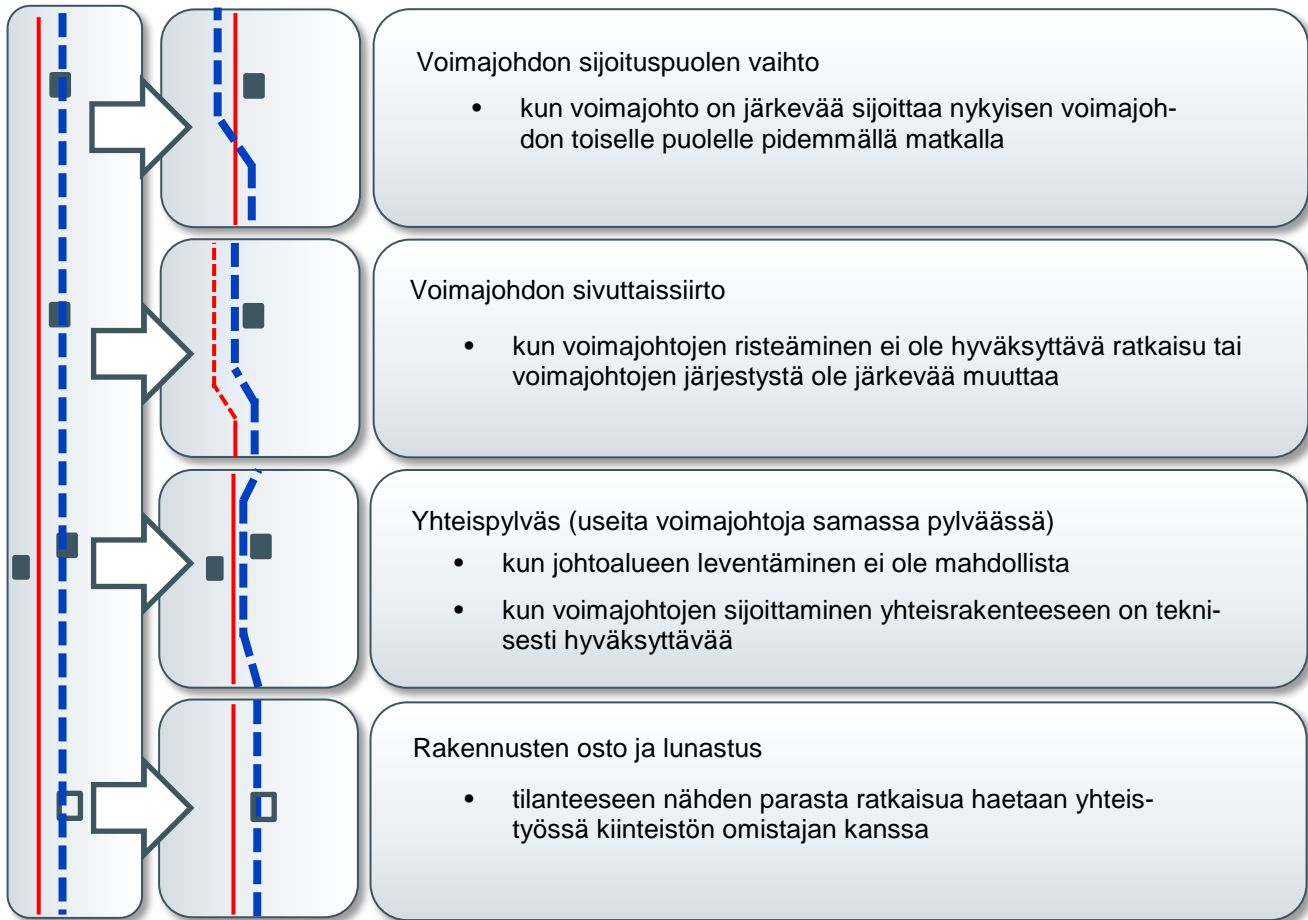 Voimajohdon sijoituspuolen vaihto
• kun voimajohto on järkevää sijoittaa nykyisen voimajoh-
don toiselle puolelle pidemmällä matkalla
Voimajohdon sivuttaissiirto
• kun voimajohtojen risteäminen ei ole hyväksyttävä ratkaisu tai
voimajohtojen järjestystä ole järkevää muuttaa
Yhteispylväs (useita voimajohtoja samassa pylväässä)
• kun johtoalueen leventäminen ei ole mahdollista
• kun voimajohtojen sijoittaminen yhteisrakenteeseen on tekni-
sesti hyväksyttävää
Rakennusten osto ja lunastus
• tilanteeseen nähden parasta ratkaisua haetaan yhteis-
työssä kiinteistön omistajan kanssa